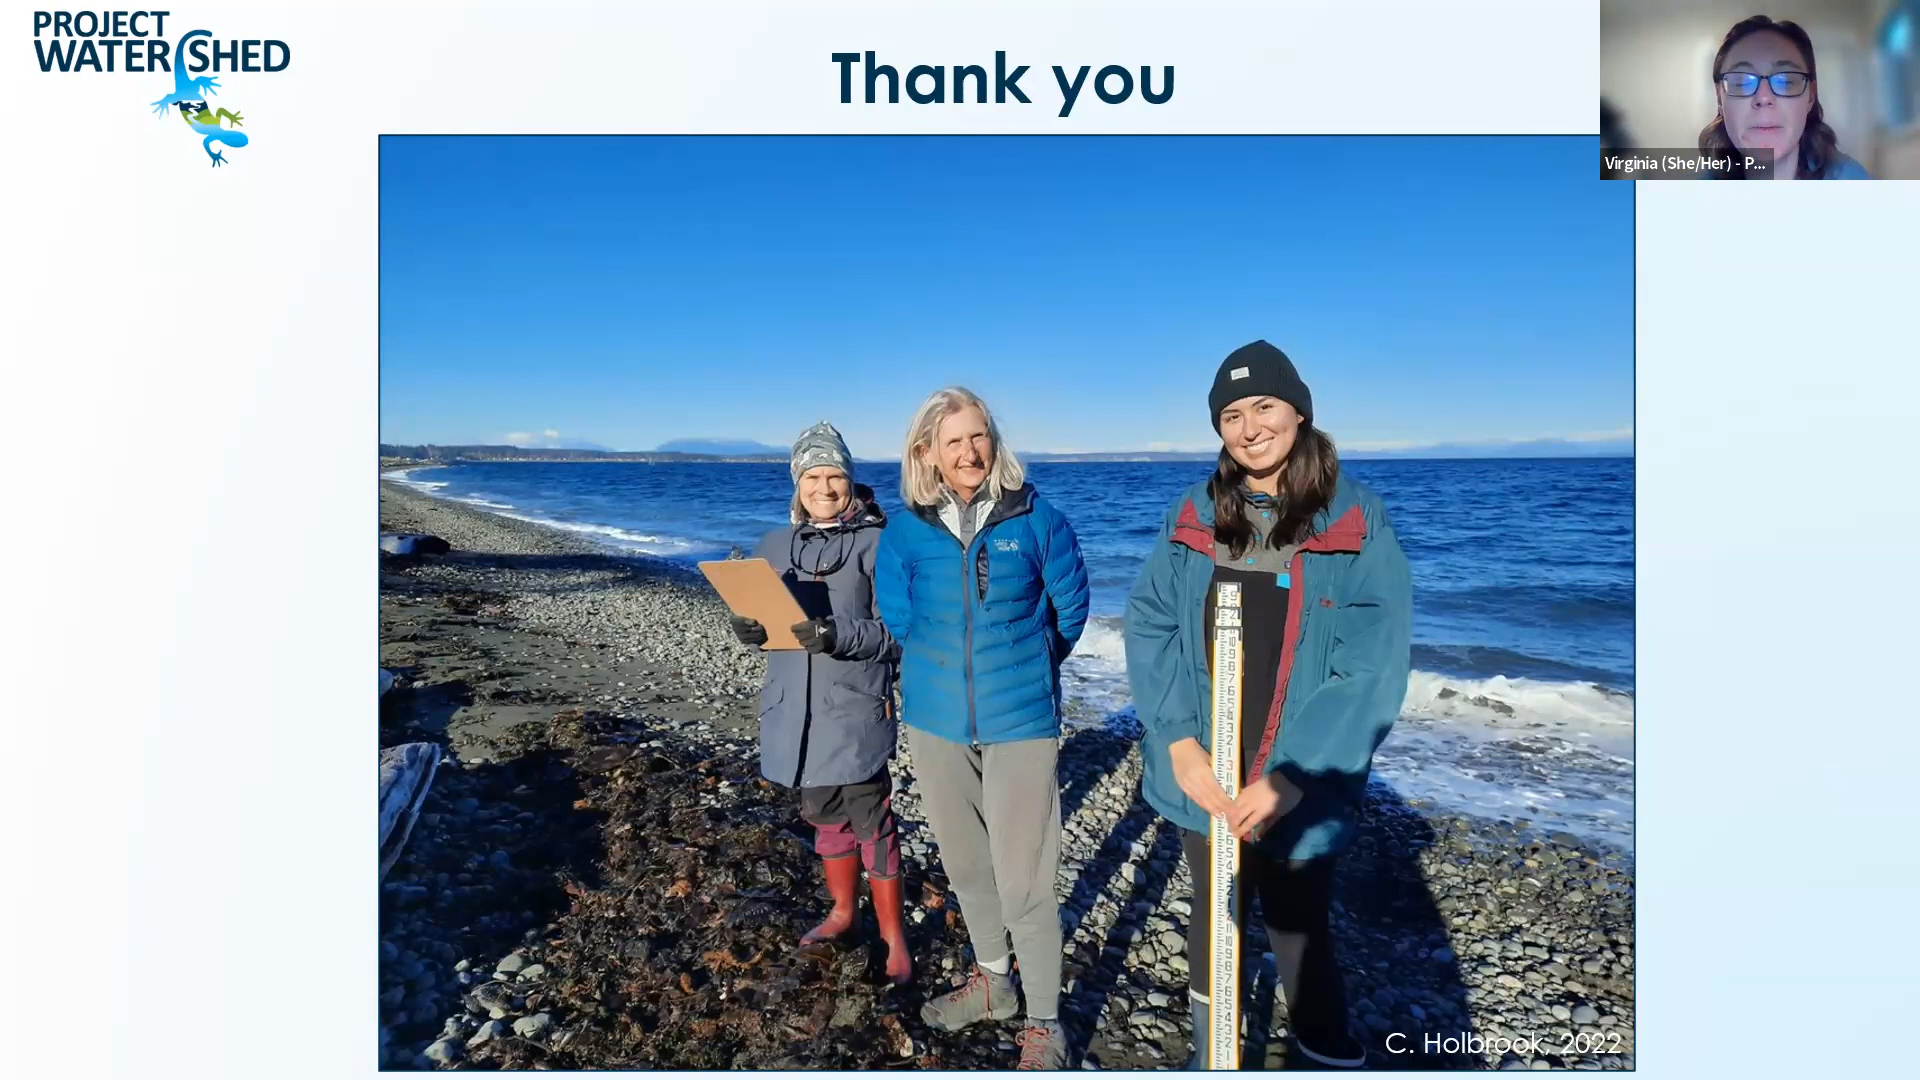 PROJECT
WATERSHED
Thank you
Virginia (She/Her) - P...
C. Holbrook, 2022